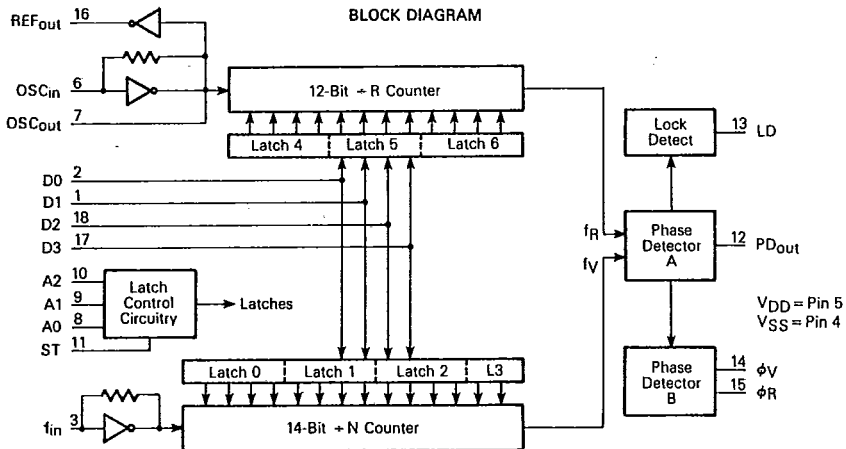 BLOCK DIAGRAM
REFout 16
OSCin 6
OSCout 7
12-Bit ÷ R Counter
Latch 4 Latch 5 Latch 6
D0 2
D1 1
D2 18
D3 17
A2 10
A1 9
A0 8
ST 11
Latch Control Circuitry
Latches
Latch 0 Latch 1 Latch 2 L3
fin 3
14-Bit ÷ N Counter
fR
fV
Lock Detect
13 LD
Phase Detector A
12 PDout
VDD = Pin 5
VSS = Pin 4
Phase Detector B
14 ϕV
15 ϕR